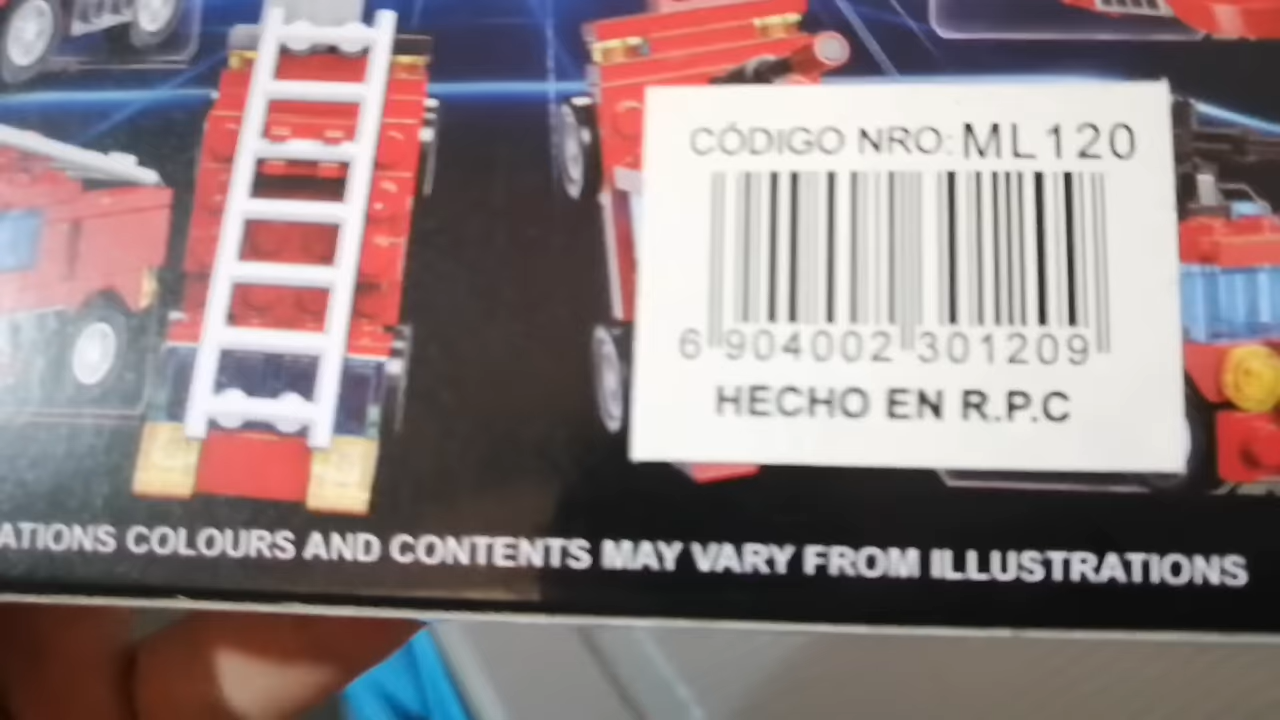 CÓDIGO NRO: ML120
6 904002 301209
HECHO EN R.P.C
ATIONS COLOURS AND CONTENTS MAY VARY FROM ILLUSTRATIONS